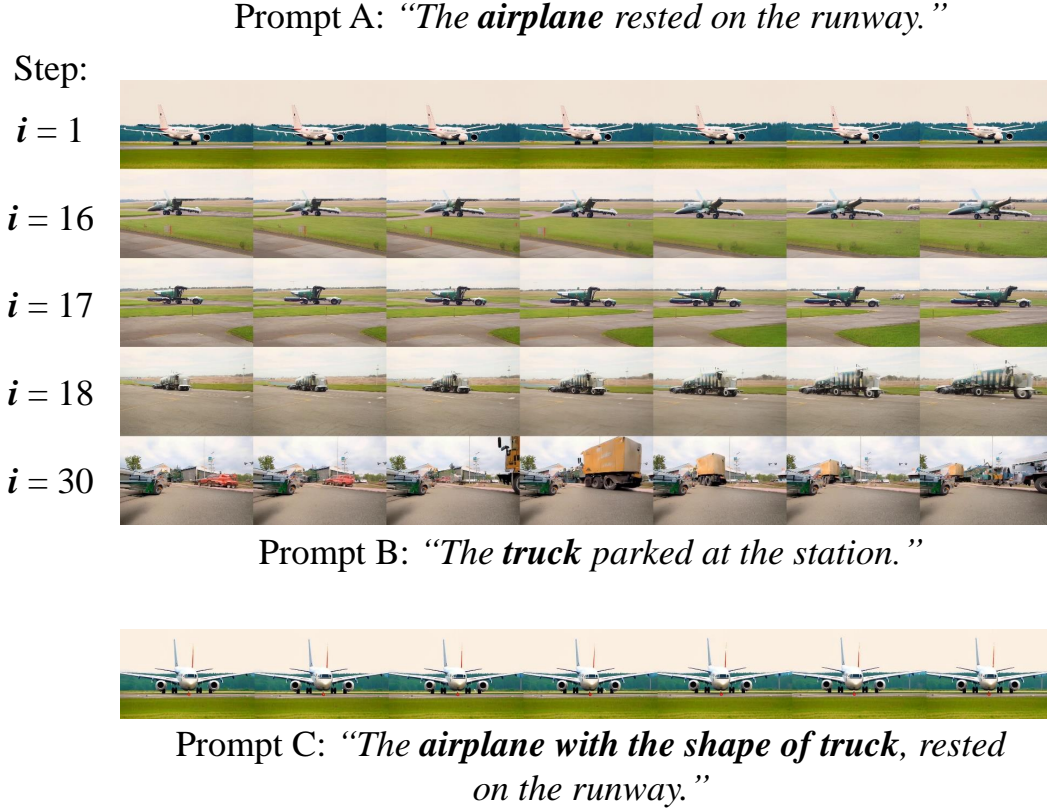 Prompt A: “The airplane rested on the runway.”
Step:
i = 1
i = 16
i = 17
i = 18
i = 30
Prompt B: “The truck parked at the station.”
Prompt C: “The airplane with the shape of truck, rested
on the runway.”